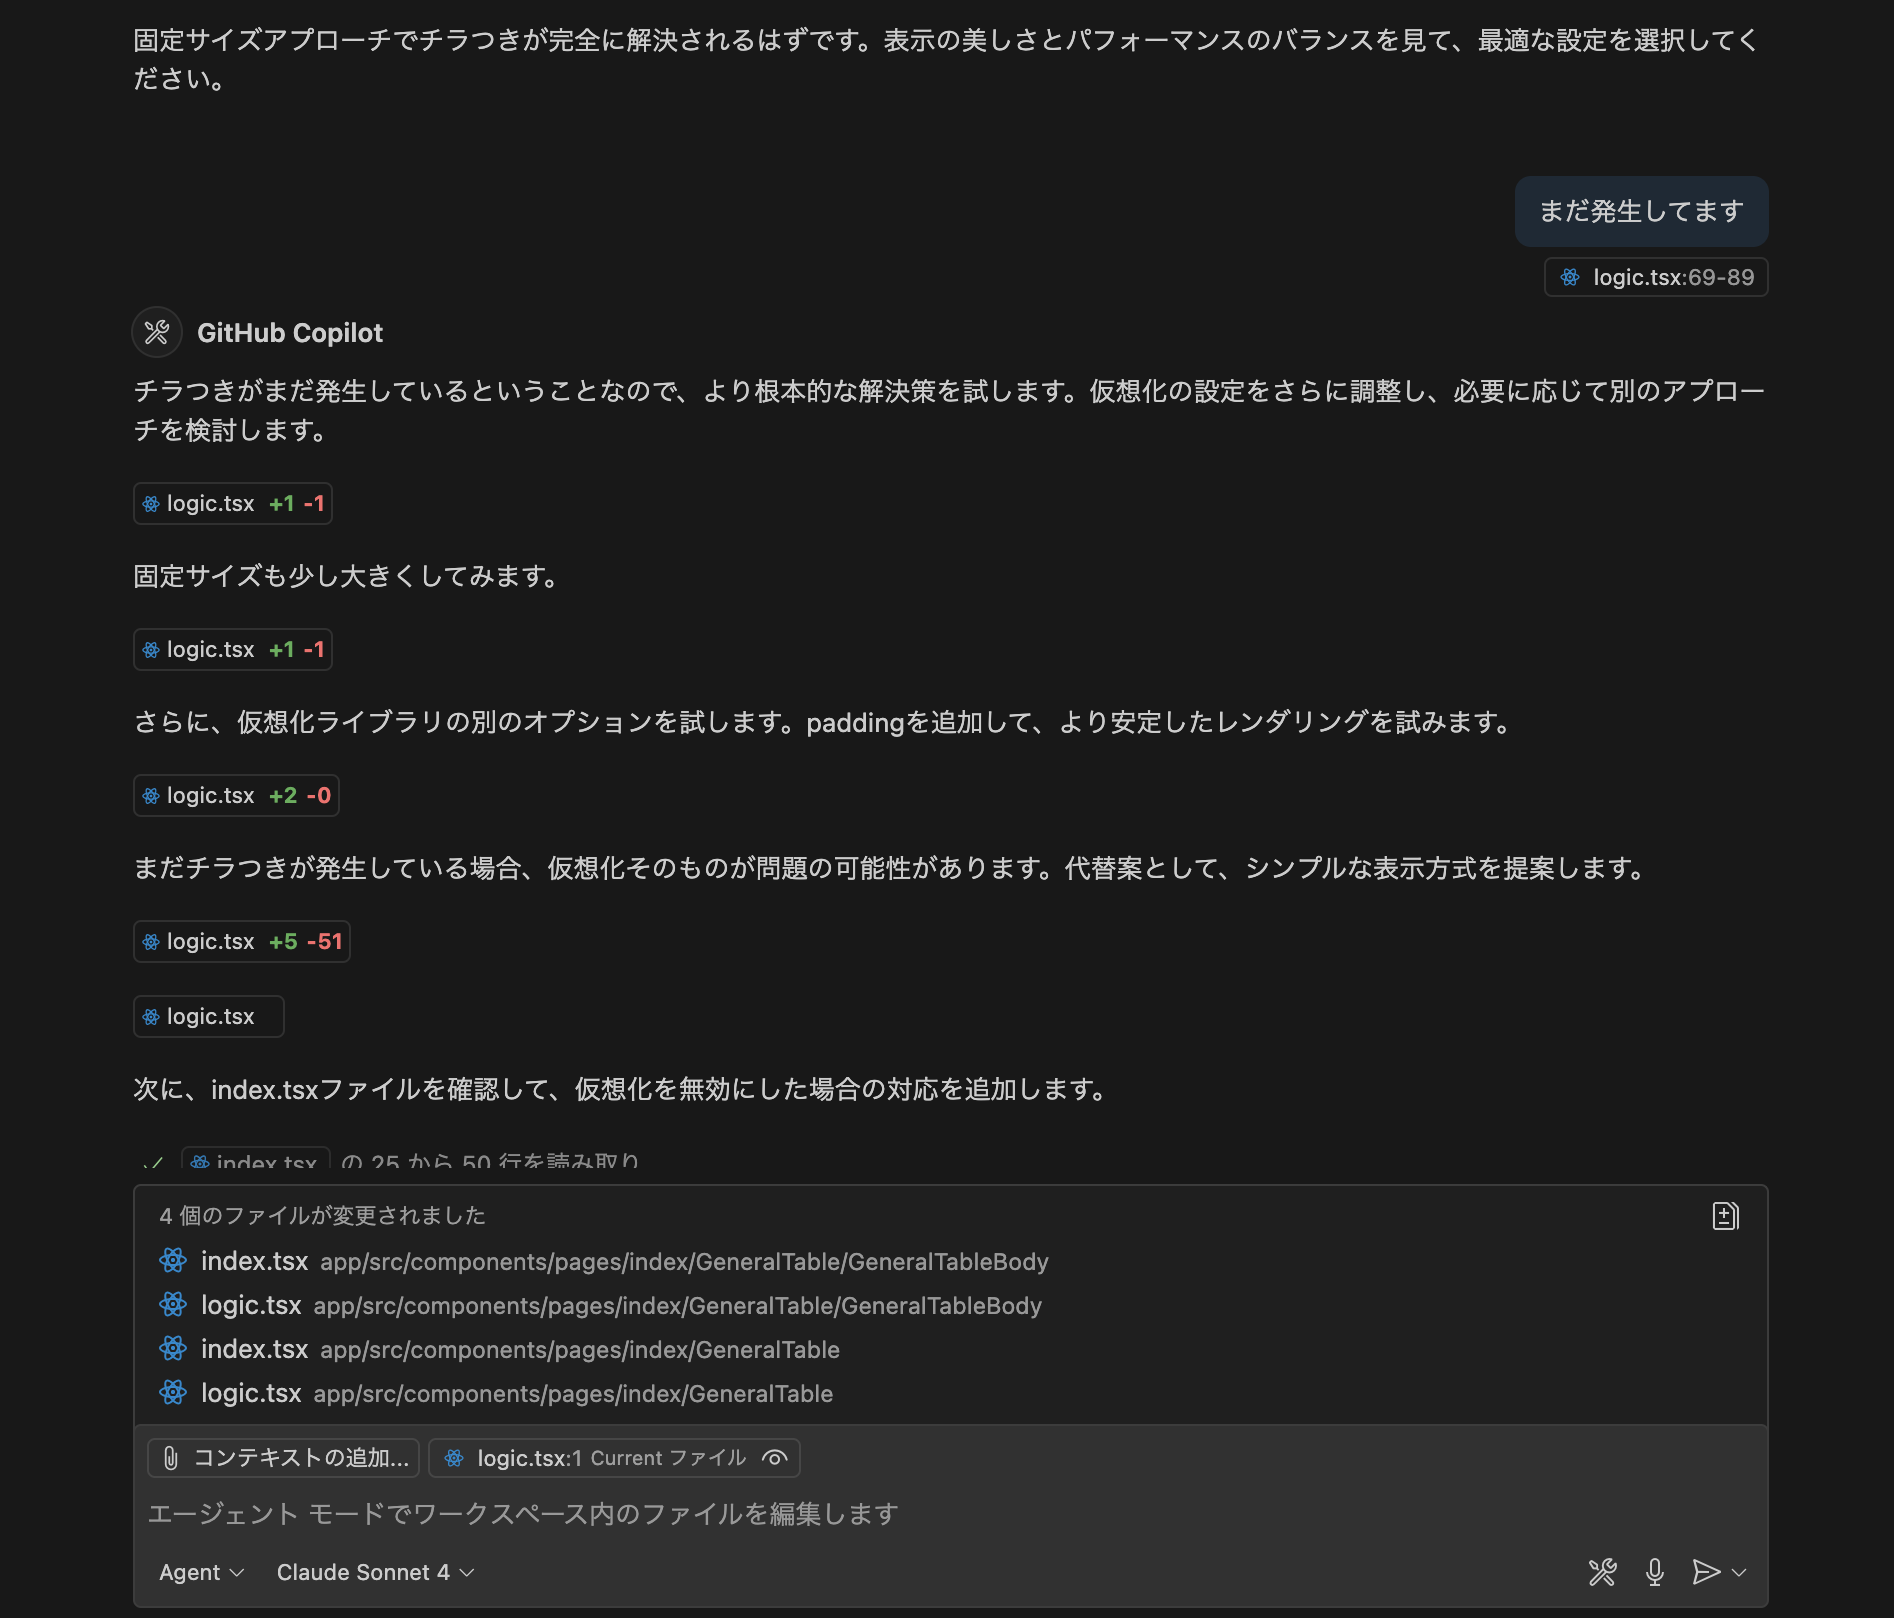 固定サイズアプローチでチラつきが完全に解決されるはずです。表示の美しさとパフォーマンスのバランスを見て、最適な設定を選択してく
ださい。
まだ発生してます
logic.tsx:69-89
GitHub Copilot
チラつきがまだ発生しているということなので、より根本的な解決策を試します。仮想化の設定をさらに調整し、必要に応じて別のアプロー
チを検討します。
logic.tsx +1 -1
固定サイズも少し大きくしてみます。
logic.tsx +1 -1
さらに、仮想化ライブラリの別のオプションを試します。paddingを追加して、より安定したレンダリングを試みます。
logic.tsx +2 -0
まだチラつきが発生している場合、仮想化そのものが問題の可能性があります。代替案として、シンプルな表示方式を提案します。
logic.tsx +5 -51
logic.tsx
次に、index.tsxファイルを確認して、仮想化を無効にした場合の対応を追加します。
index.tsx の 25 から 50 行を読み取り
4 個のファイルが変更されました
index.tsx app/src/components/pages/index/GeneralTable/GeneralTableBody
logic.tsx app/src/components/pages/index/GeneralTable/GeneralTableBody
index.tsx app/src/components/pages/index/GeneralTable
logic.tsx app/src/components/pages/index/GeneralTable
コンテキストの追加... logic.tsx:1 Current ファイル
エージェント モードでワークスペース内のファイルを編集します
Agent Claude Sonnet 4